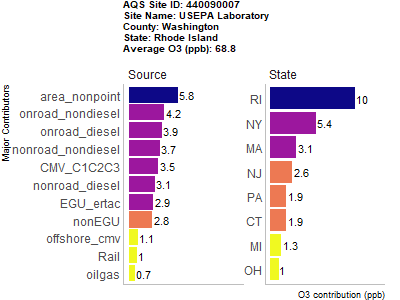 AQS Site ID: 440090007
Site Name: USEPA Laboratory
County: Washington
State: Rhode Island
Average O3 (ppb): 68.8
Major Contributors
Source
area_nonpoint 5.8
onroad_nondiesel 4.2
onroad_diesel 3.9
nonroad_nondiesel 3.7
CMV_C1C2C3 3.5
nonroad_diesel 3.1
EGU_ertac 2.9
nonEGU 2.8
offshore_cmv 1.1
Rail 1
oilgas 0.7
State
RI 10
NY 5.4
MA 3.1
NJ 2.6
PA 1.9
CT 1.9
MI 1.3
OH 1
O3 contribution (ppb)